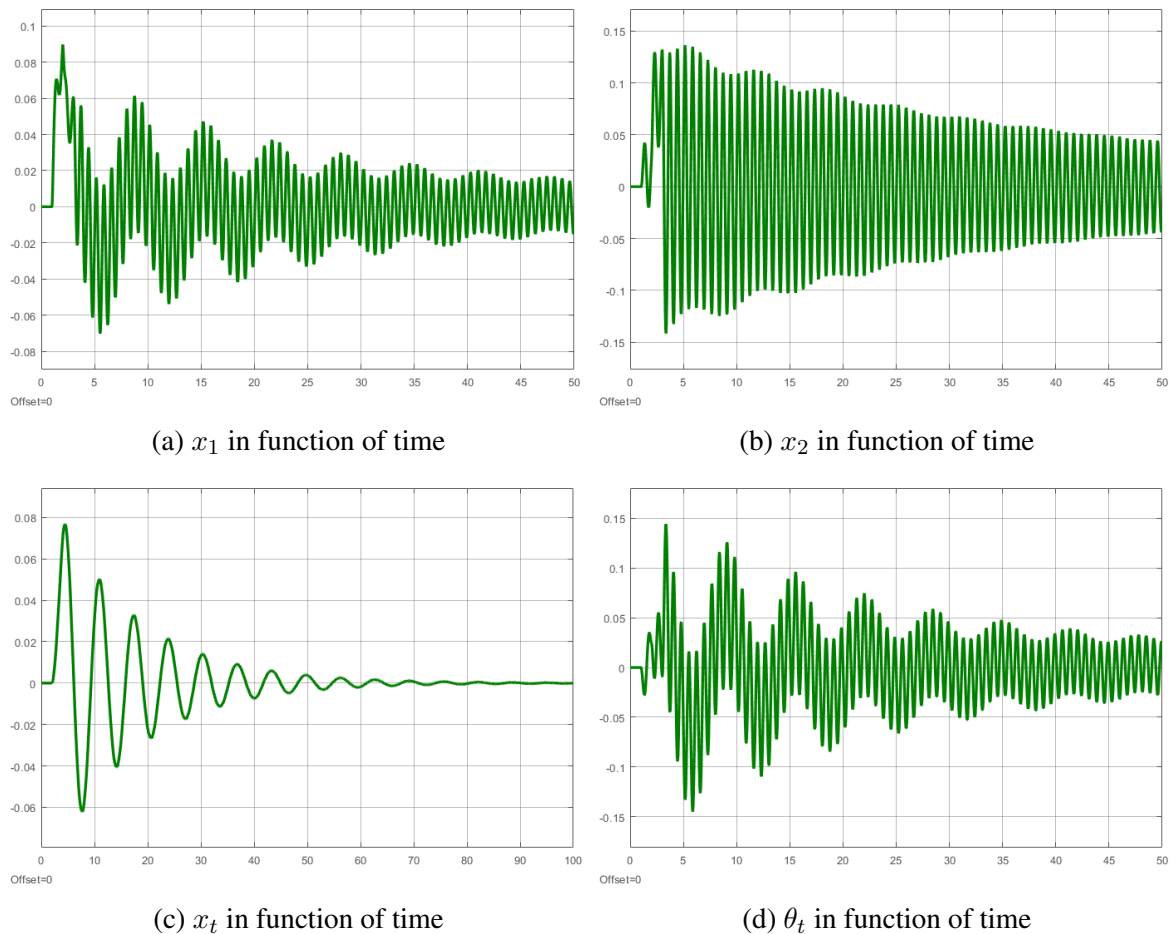 0.1
0.08
0.06
0.04
0.02
0
-0.02
-0.04
-0.06
-0.08
0 5 10 15 20 25 30 35 40 45 50
Offset=0
(a) x₁ in function of time
0.15
0.1
0.05
0
-0.05
-0.1
-0.15
0 5 10 15 20 25 30 35 40 45 50
Offset=0
(b) x₂ in function of time
0.08
0.06
0.04
0.02
0
-0.02
-0.04
-0.06
0 10 20 30 40 50 60 70 80 90 100
Offset=0
(c) xₜ in function of time
0.15
0.1
0.05
0
-0.05
-0.1
-0.15
0 5 10 15 20 25 30 35 40 45 50
Offset=0
(d) θₜ in function of time